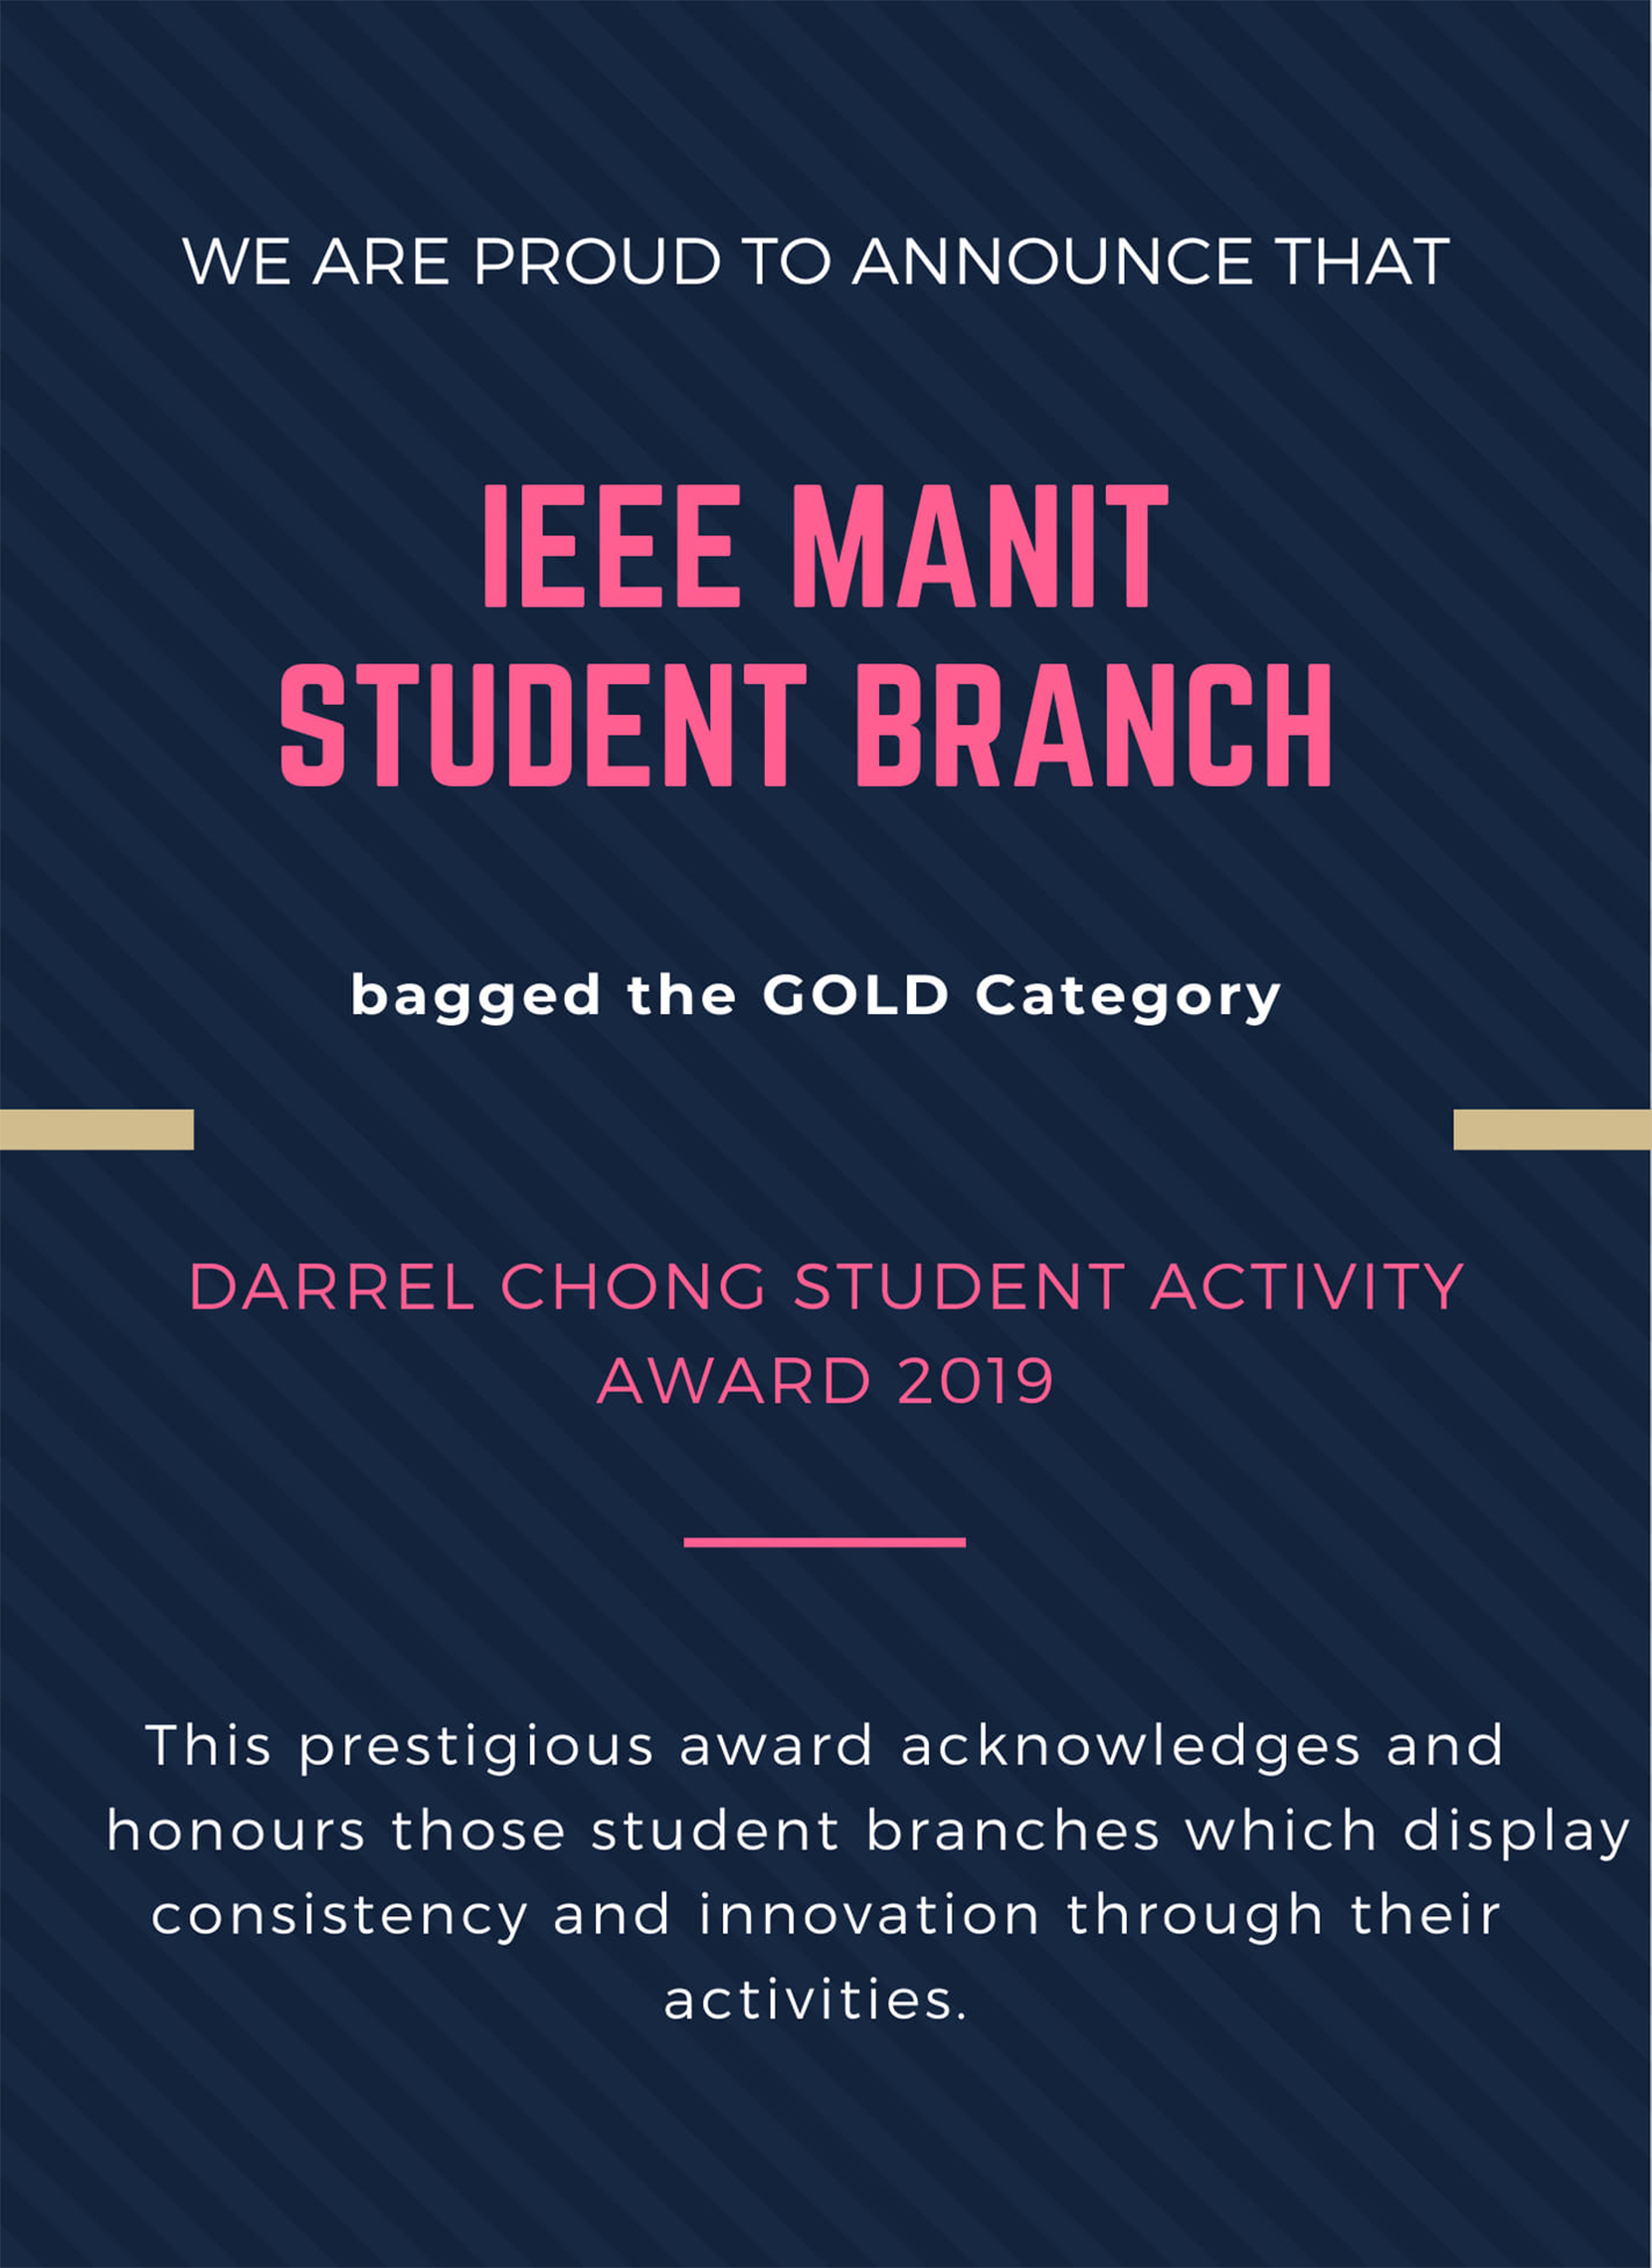 WE ARE PROUD TO ANNOUNCE THAT
IEEE MANIT
STUDENT BRANCH
bagged the GOLD Category
DARREL CHONG STUDENT ACTIVITY
AWARD 2019
This prestigious award acknowledges and
honours those student branches which display
consistency and innovation through their
activities.